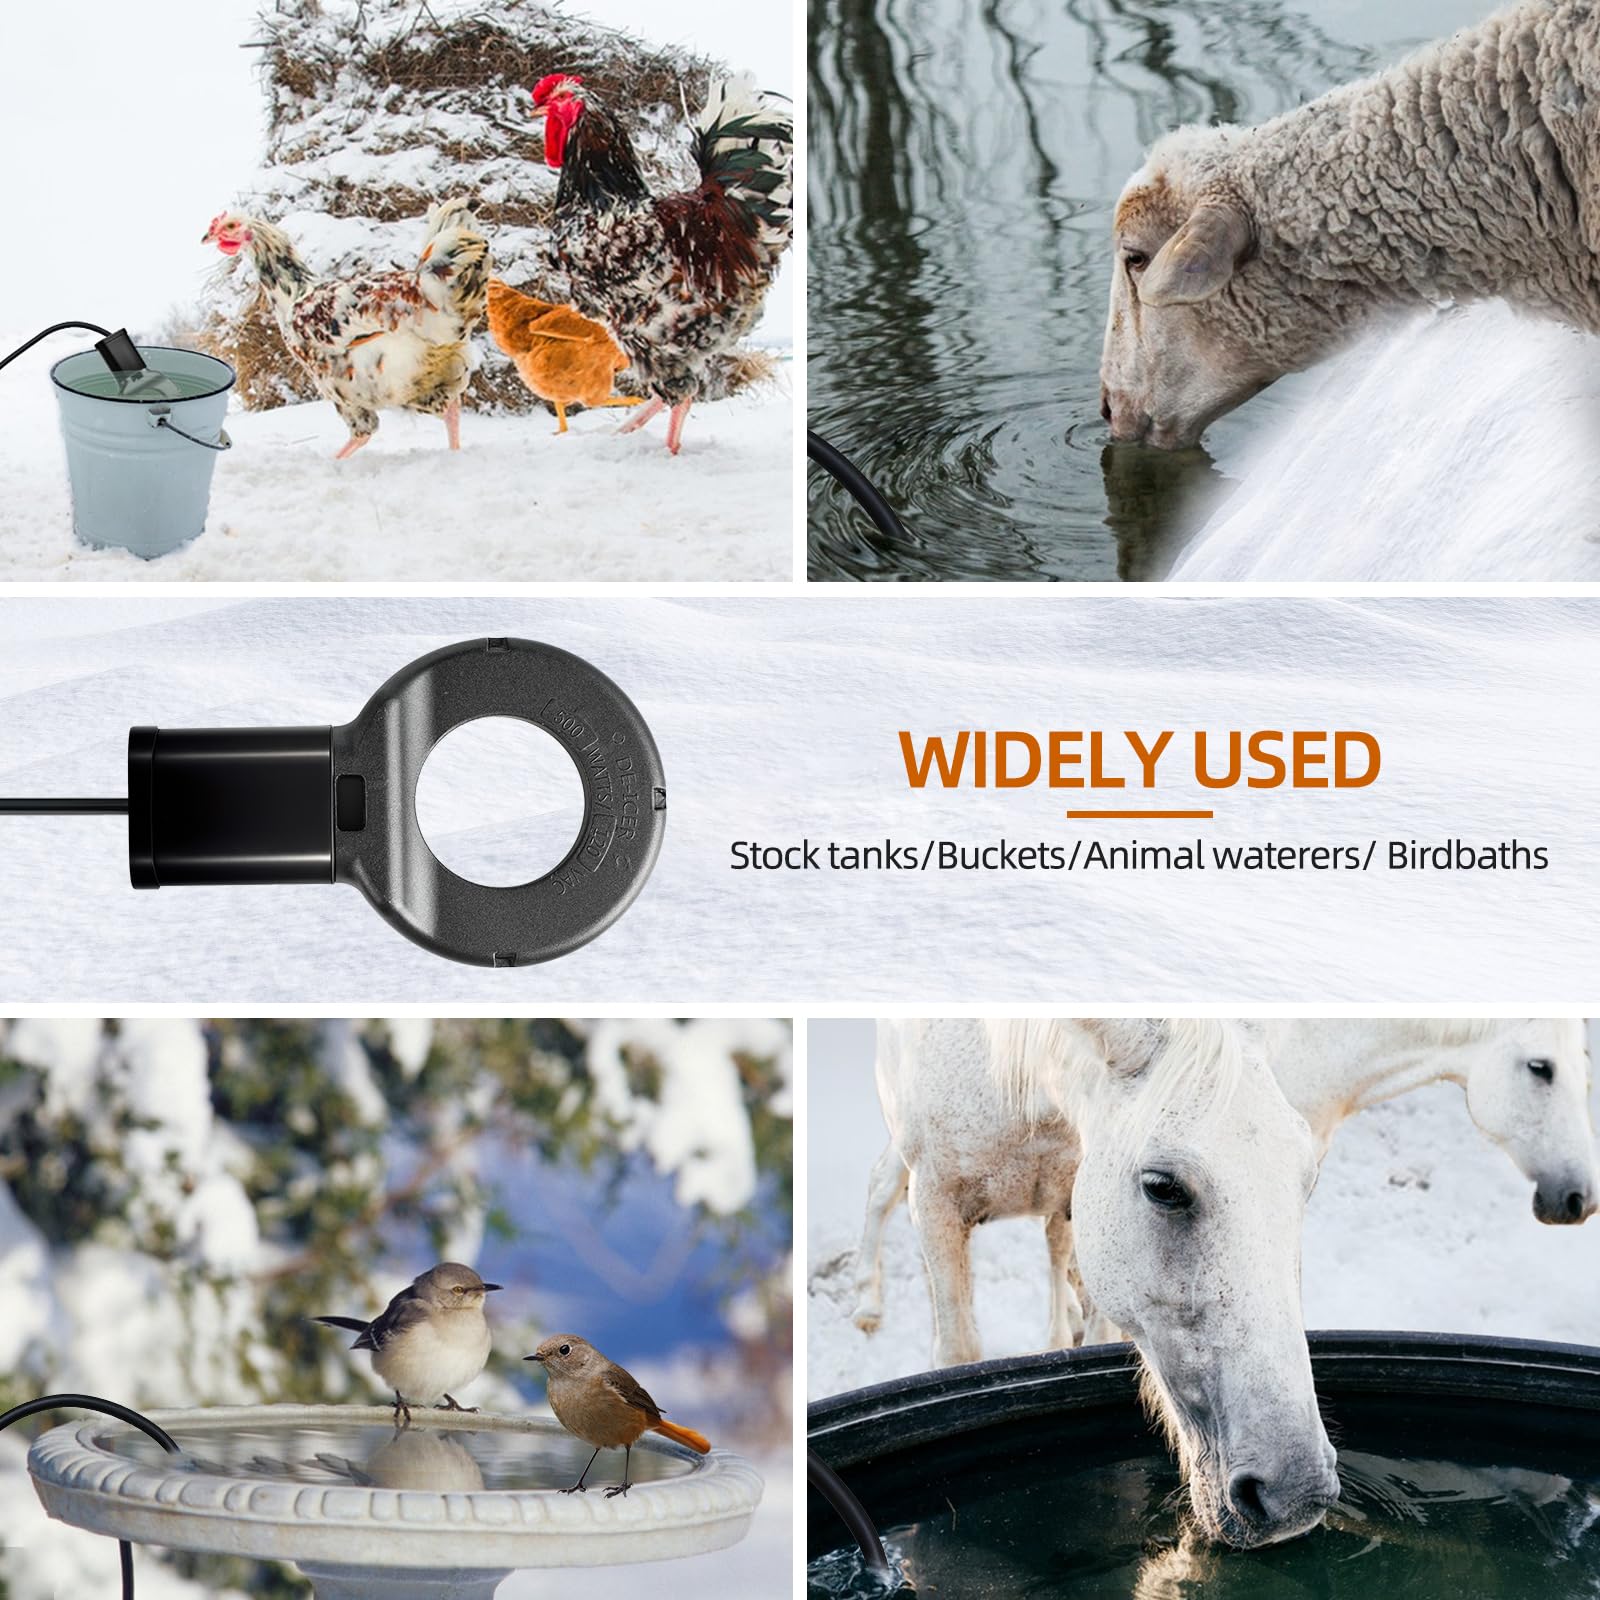 WIDELY USED
Stock tanks/Buckets/Animal waterers/ Birdbaths
DE-ICER
500 WATTS/ 120 VAC